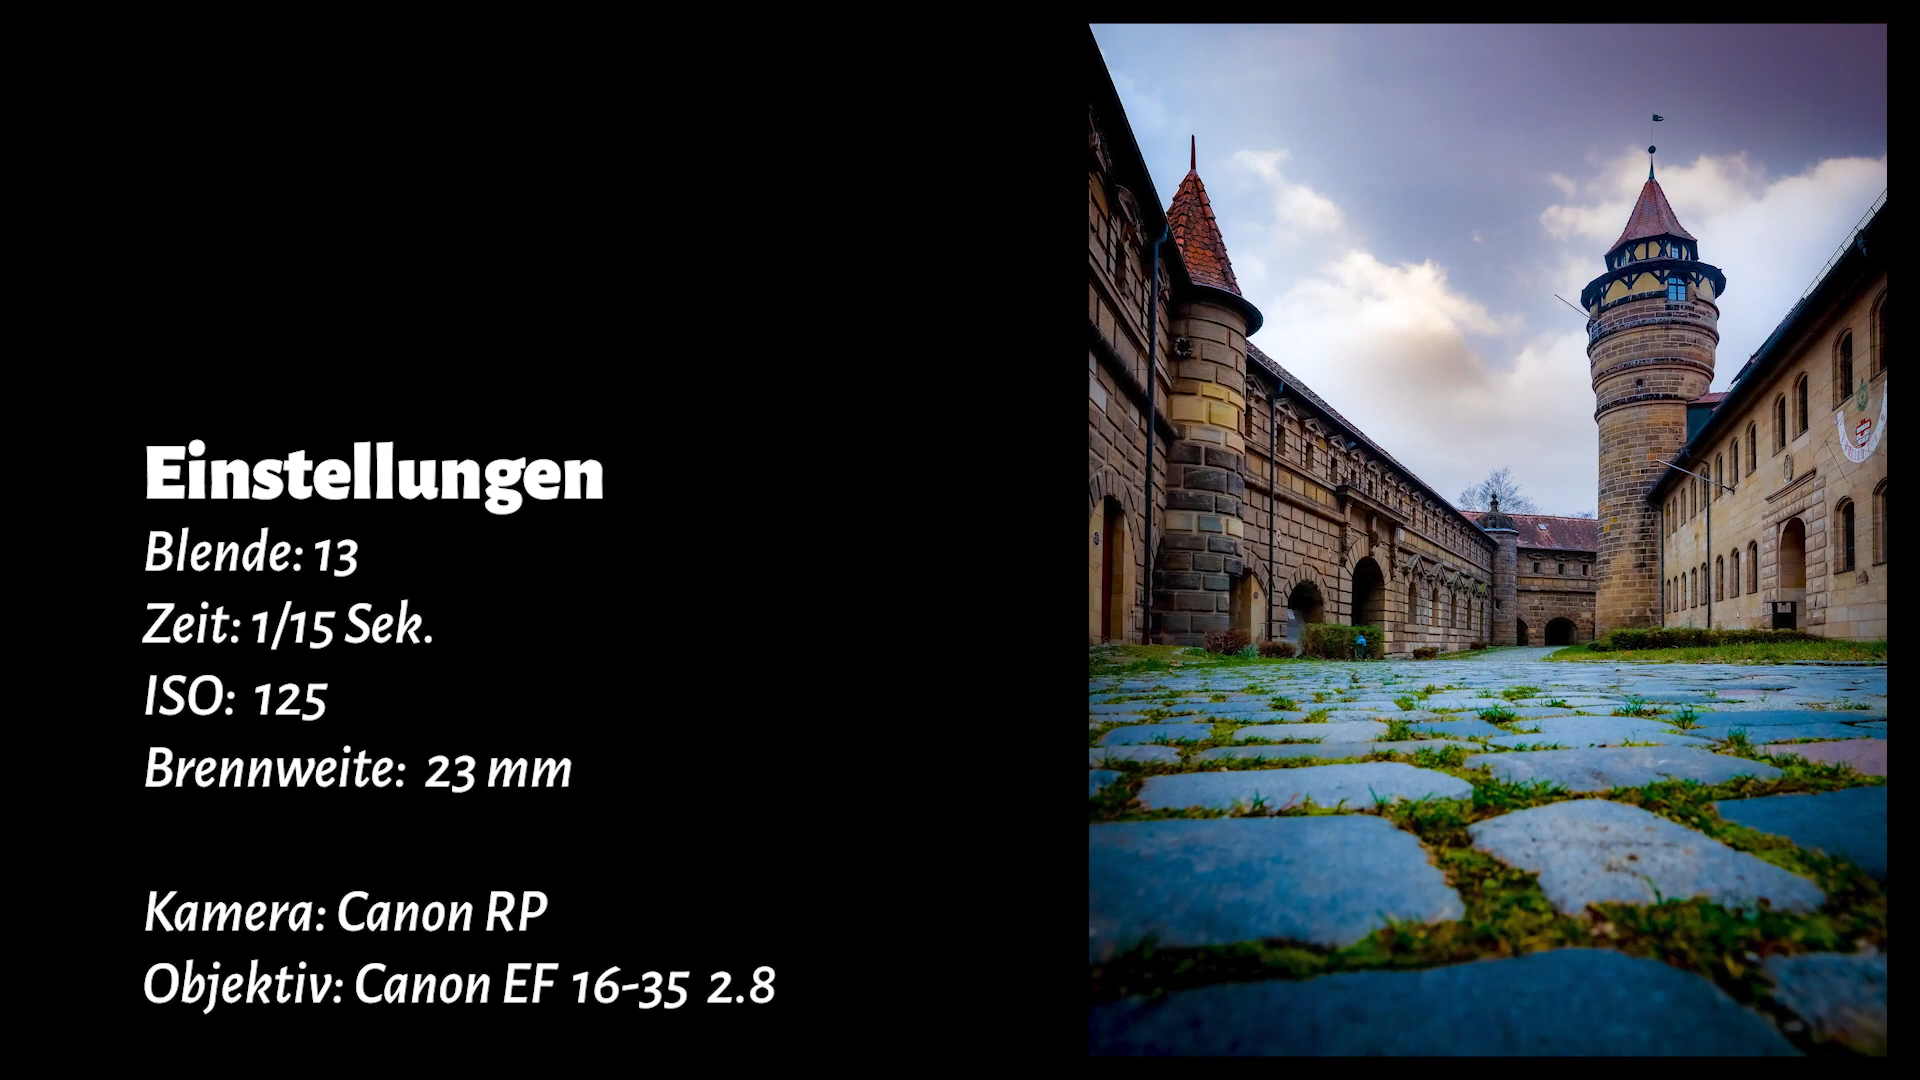 Einstellungen
Blende: 13
Zeit: 1/15 Sek.
ISO: 125
Brennweite: 23 mm
Kamera: Canon RP
Objektiv: Canon EF 16-35 2.8